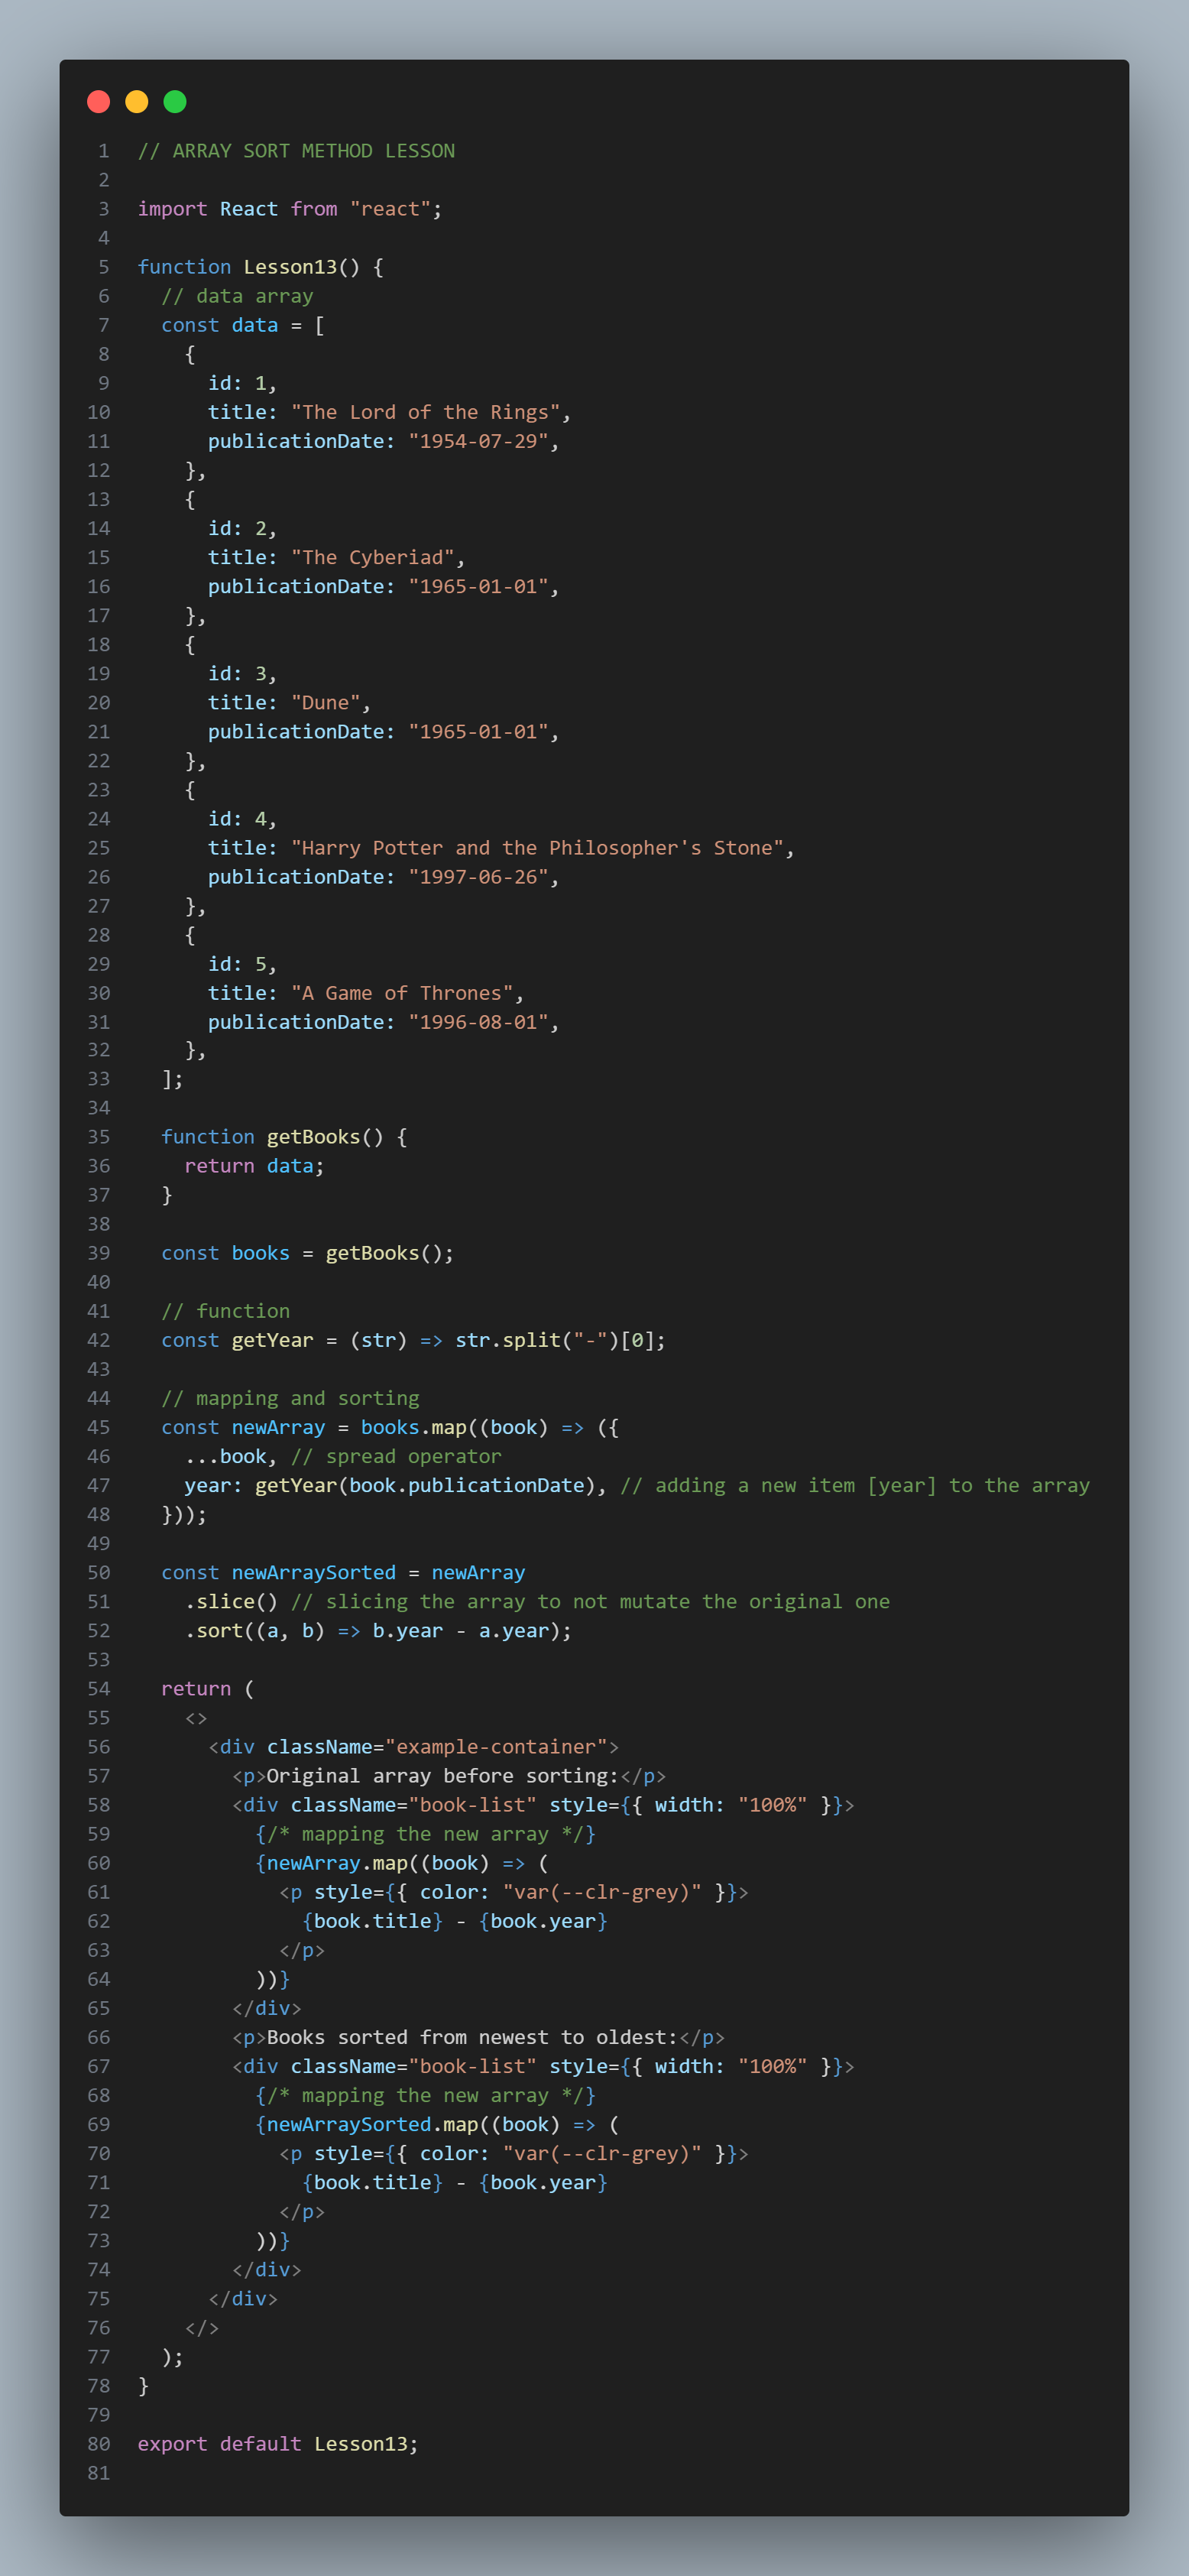 1 // ARRAY SORT METHOD LESSON
2
3 import React from "react";
4
5 function Lesson13() {
6   // data array
7   const data = [
8     {
9       id: 1,
10       title: "The Lord of the Rings",
11       publicationDate: "1954-07-29",
12     },
13     {
14       id: 2,
15       title: "The Cyberiad",
16       publicationDate: "1965-01-01",
17     },
18     {
19       id: 3,
20       title: "Dune",
21       publicationDate: "1965-01-01",
22     },
23     {
24       id: 4,
25       title: "Harry Potter and the Philosopher's Stone",
26       publicationDate: "1997-06-26",
27     },
28     {
29       id: 5,
30       title: "A Game of Thrones",
31       publicationDate: "1996-08-01",
32     },
33   ];
34
35   function getBooks() {
36     return data;
37   }
38
39   const books = getBooks();
40
41   // function
42   const getYear = (str) => str.split("-")[0];
43
44   // mapping and sorting
45   const newArray = books.map((book) => ({
46     ...book, // spread operator
47     year: getYear(book.publicationDate), // adding a new item [year] to the array
48   }));
49
50   const newArraySorted = newArray
51     .slice() // slicing the array to not mutate the original one
52     .sort((a, b) => b.year - a.year);
53
54   return (
55     <>
56       <div className="example-container">
57         <p>Original array before sorting:</p>
58         <div className="book-list" style={{ width: "100%" }}>
59           {/* mapping the new array */}
60           {newArray.map((book) => (
61             <p style={{ color: "var(--clr-grey)" }}>
62               {book.title} - {book.year}
63             </p>
64           ))}
65         </div>
66         <p>Books sorted from newest to oldest:</p>
67         <div className="book-list" style={{ width: "100%" }}>
68           {/* mapping the new array */}
69           {newArraySorted.map((book) => (
70             <p style={{ color: "var(--clr-grey)" }}>
71               {book.title} - {book.year}
72             </p>
73           ))}
74         </div>
75       </div>
76     </>
77   );
78 }
79
80 export default Lesson13;
81